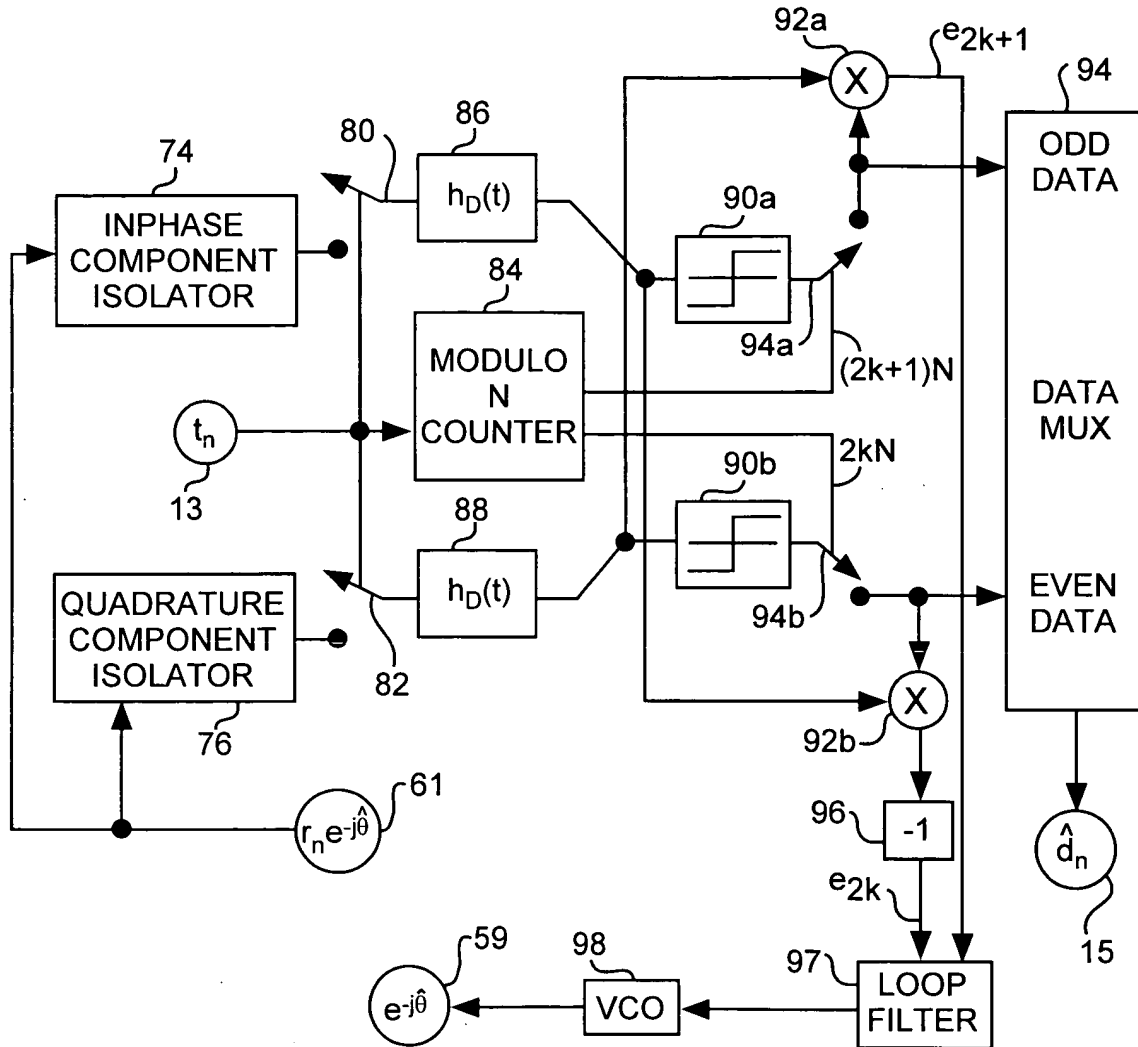 92a
e2k+1
94
X
ODD
DATA
80
86
74
hD(t)
90a
INPHASE
COMPONENT
ISOLATOR
84
94a
(2k+1)N
MODULO
N
COUNTER
DATA
MUX
tn
13
2kN
90b
88
hD(t)
QUADRATURE
COMPONENT
ISOLATOR
94b
EVEN
DATA
82
76
X
92b
61
rne-jθ̂
96
-1
d̂n
e2k
15
59
98
97
e-jθ̂
VCO
LOOP
FILTER